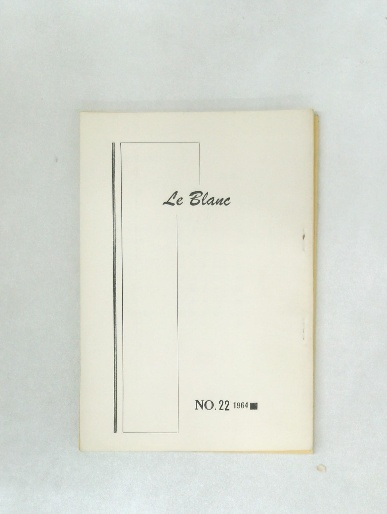 Le Blanc
NO. 22 1964 ■